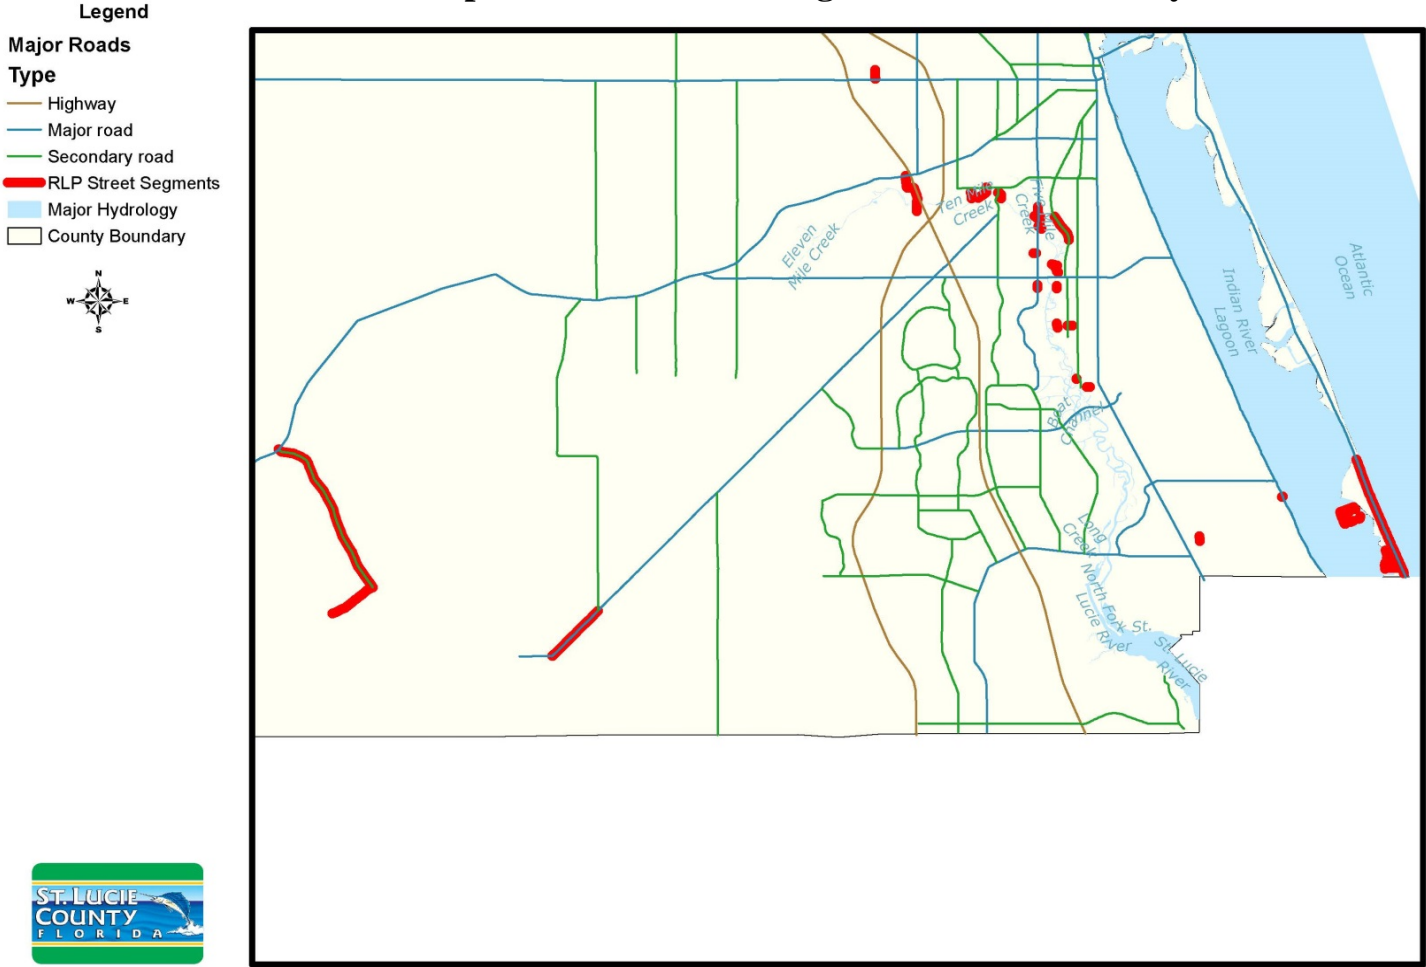 Legend
Major Roads
Type
Highway
Major road
Secondary road
RLP Street Segments
Major Hydrology
County Boundary
N
W E
S
Ten Mile
Creek
Five Mile
Creek
Eleven
Mile Creek
Atlantic
Ocean
Indian River
Lagoon
Boat
Channel
Long
Creek
North Fork St.
Lucie River
St. Lucie
River
ST. LUCIE
COUNTY
FLORIDA